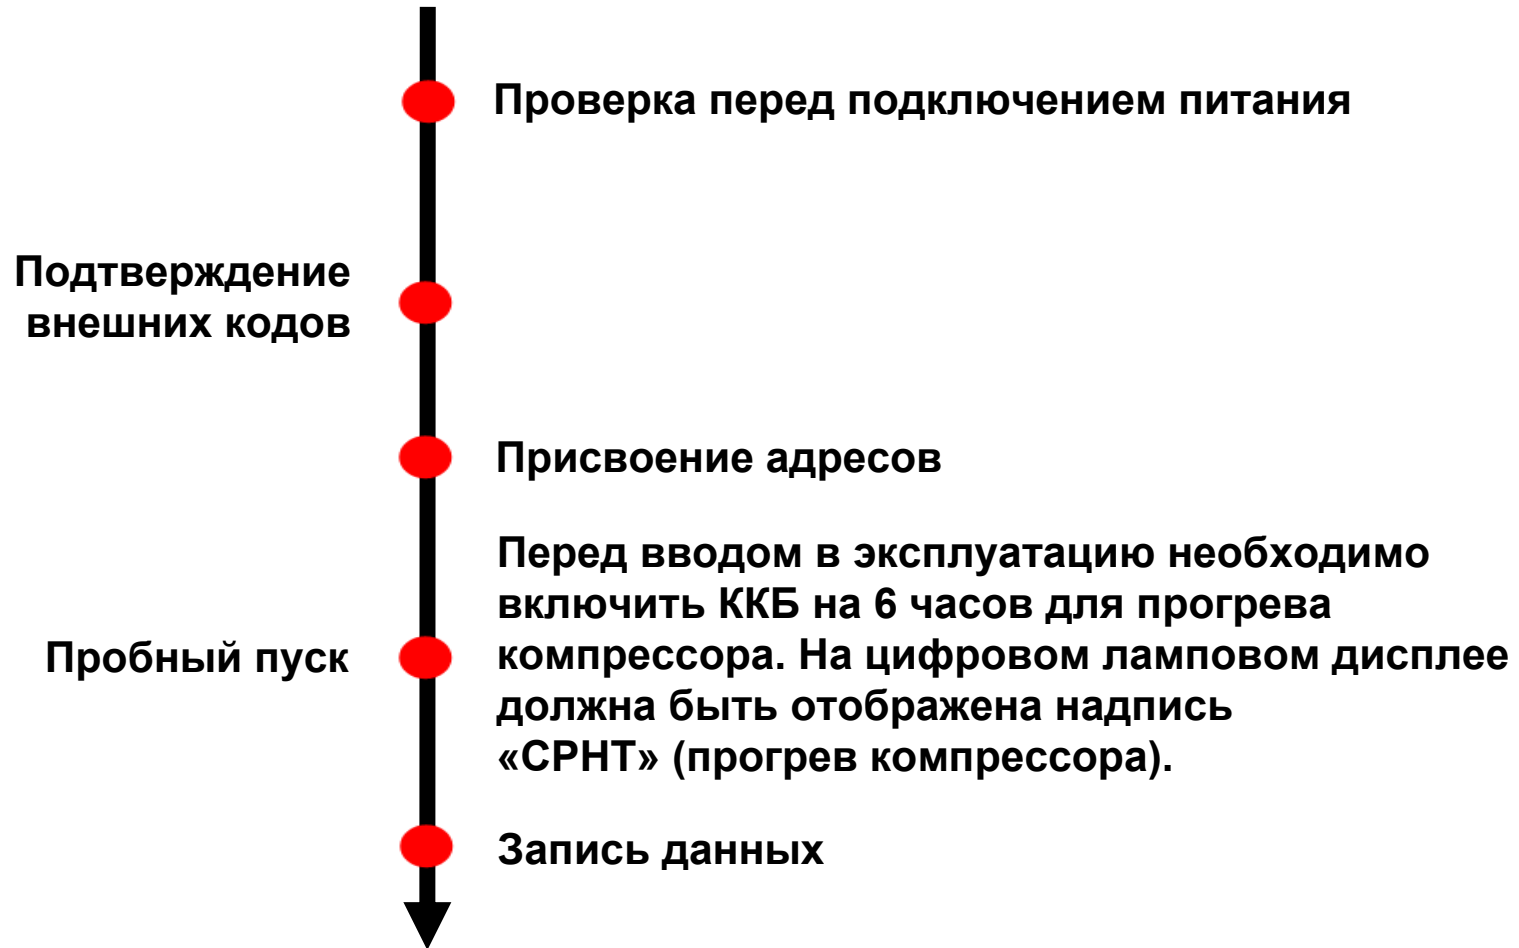 Проверка перед подключением питания
Подтверждение
внешних кодов
Присвоение адресов
Перед вводом в эксплуатацию необходимо
включить ККБ на 6 часов для прогрева
компрессора. На цифровом ламповом дисплее
должна быть отображена надпись
«СРНТ» (прогрев компрессора).
Пробный пуск
Запись данных